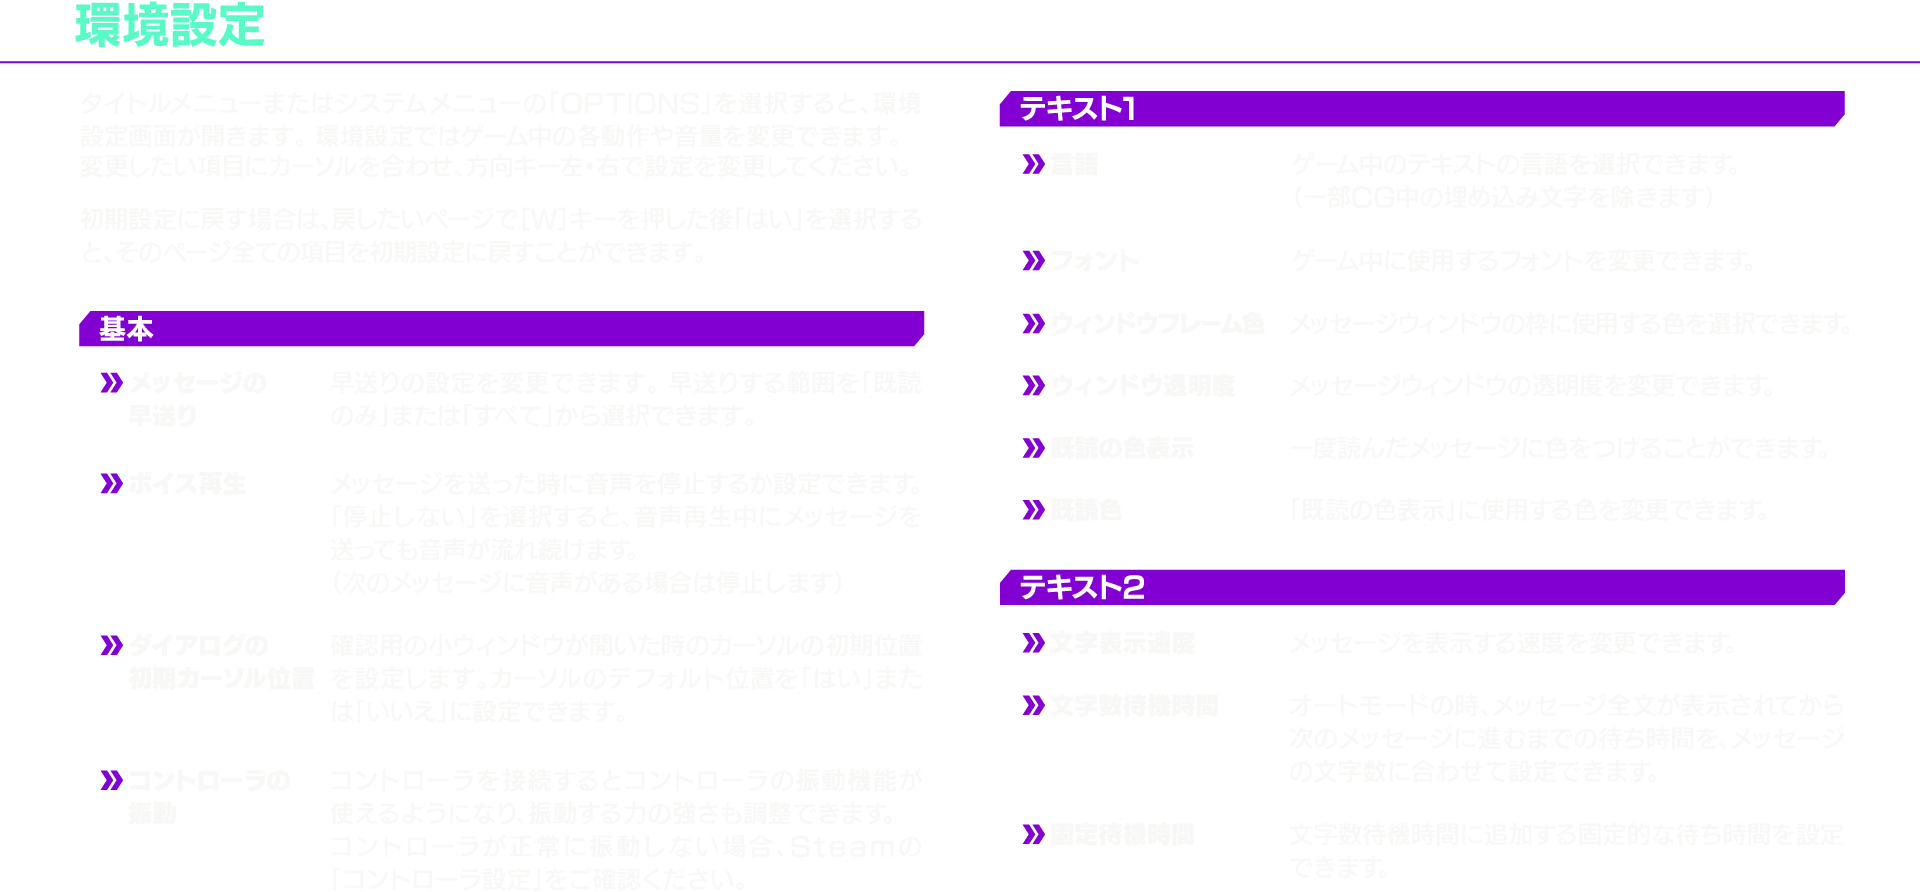 環境設定
タイトルメニューまたはシステムメニューの「OPTIONS」を選択すると、環境
設定画面が開きます。環境設定ではゲーム中の各動作や音量を変更できます。
変更したい項目にカーソルを合わせ、方向キー左・右で設定を変更してください。
初期設定に戻す場合は、戻したいページで[W]キーを押した後「はい」を選択する
と、そのページ全ての項目を初期設定に戻すことができます。
基本
メッセージの
早送り
早送りの設定を変更できます。早送りする範囲を「既読
のみ」または「すべて」から選択できます。
ボイス再生
メッセージを送った時に音声を停止するか設定できます。
「停止しない」を選択すると、音声再生中にメッセージを
送っても音声が流れ続けます。
（次のメッセージに音声がある場合は停止します）
ダイアログの
初期カーソル位置
確認用の小ウィンドウが開いた時のカーソルの初期位置
を設定します。カーソルのデフォルト位置を「はい」また
は「いいえ」に設定できます。
コントローラの
振動
コントローラを接続するとコントローラの振動機能が
使えるようになり、振動する力の強さも調整できます。
コントローラが正常に振動しない場合、Steamの
「コントローラ設定」をご確認ください。
テキスト1
言語
ゲーム中のテキストの言語を選択できます。
（一部CG中の埋め込み文字を除きます）
フォント
ゲーム中に使用するフォントを変更できます。
ウィンドウフレーム色
メッセージウィンドウの枠に使用する色を選択できます。
ウィンドウ透明度
メッセージウィンドウの透明度を変更できます。
既読の色表示
一度読んだメッセージに色をつけることができます。
既読色
「既読の色表示」に使用する色を変更できます。
テキスト2
文字表示速度
メッセージを表示する速度を変更できます。
文字数待機時間
オートモードの時、メッセージ全文が表示されてから
次のメッセージに進むまでの待ち時間を、メッセージ
の文字数に合わせて設定できます。
固定待機時間
文字数待機時間に追加する固定的な待ち時間を設定
できます。